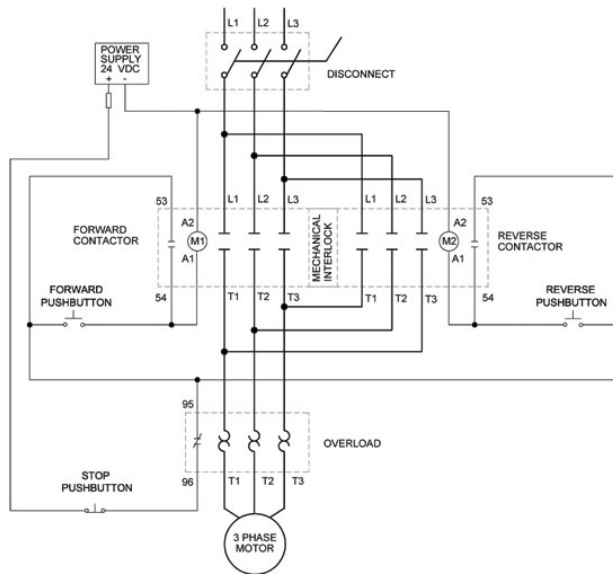 L1 L2 L3
POWER
SUPPLY
24 VDC
+ -
DISCONNECT
53 L1 L2 L3 L1 L2 L3 53
A2 A2
FORWARD
CONTACTOR
M1
MECHANICAL
INTERLOCK
M2
REVERSE
CONTACTOR
A1 A1
54 T1 T2 T3 T1 T2 T3 54
FORWARD
PUSHBUTTON
REVERSE
PUSHBUTTON
95
OVERLOAD
96 T1 T2 T3
STOP
PUSHBUTTON
3 PHASE
MOTOR